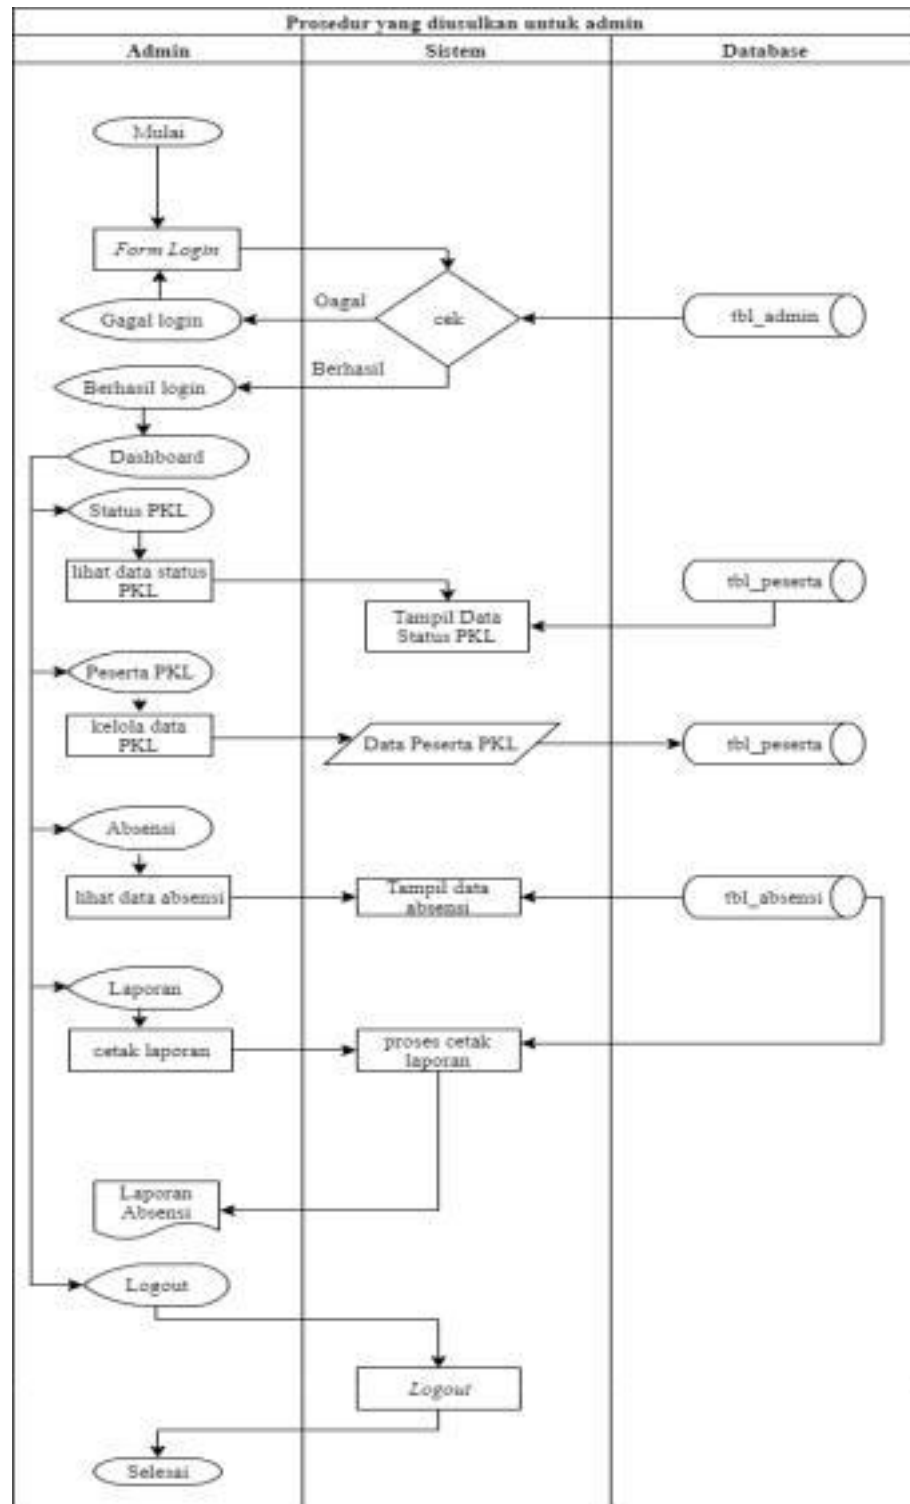 Prosedur yang diusulkan untuk admin
Admin
Sistem
Database
Mulai
Form Login
Gagal
cek
tbl_admin
Gagal login
Berhasil
Berhasil login
Dashboard
Status PKL
lihat data status
PKL
tbl_peserta
Tampil Data
Status PKL
Peserta PKL
kelola data
PKL
Data Peserta PKL
tbl_peserta
Absensi
lihat data absensi
Tampil data
absensi
tbl_absensi
Laporan
cetak laporan
proses cetak
laporan
Laporan
Absensi
Logout
Logout
Selesai